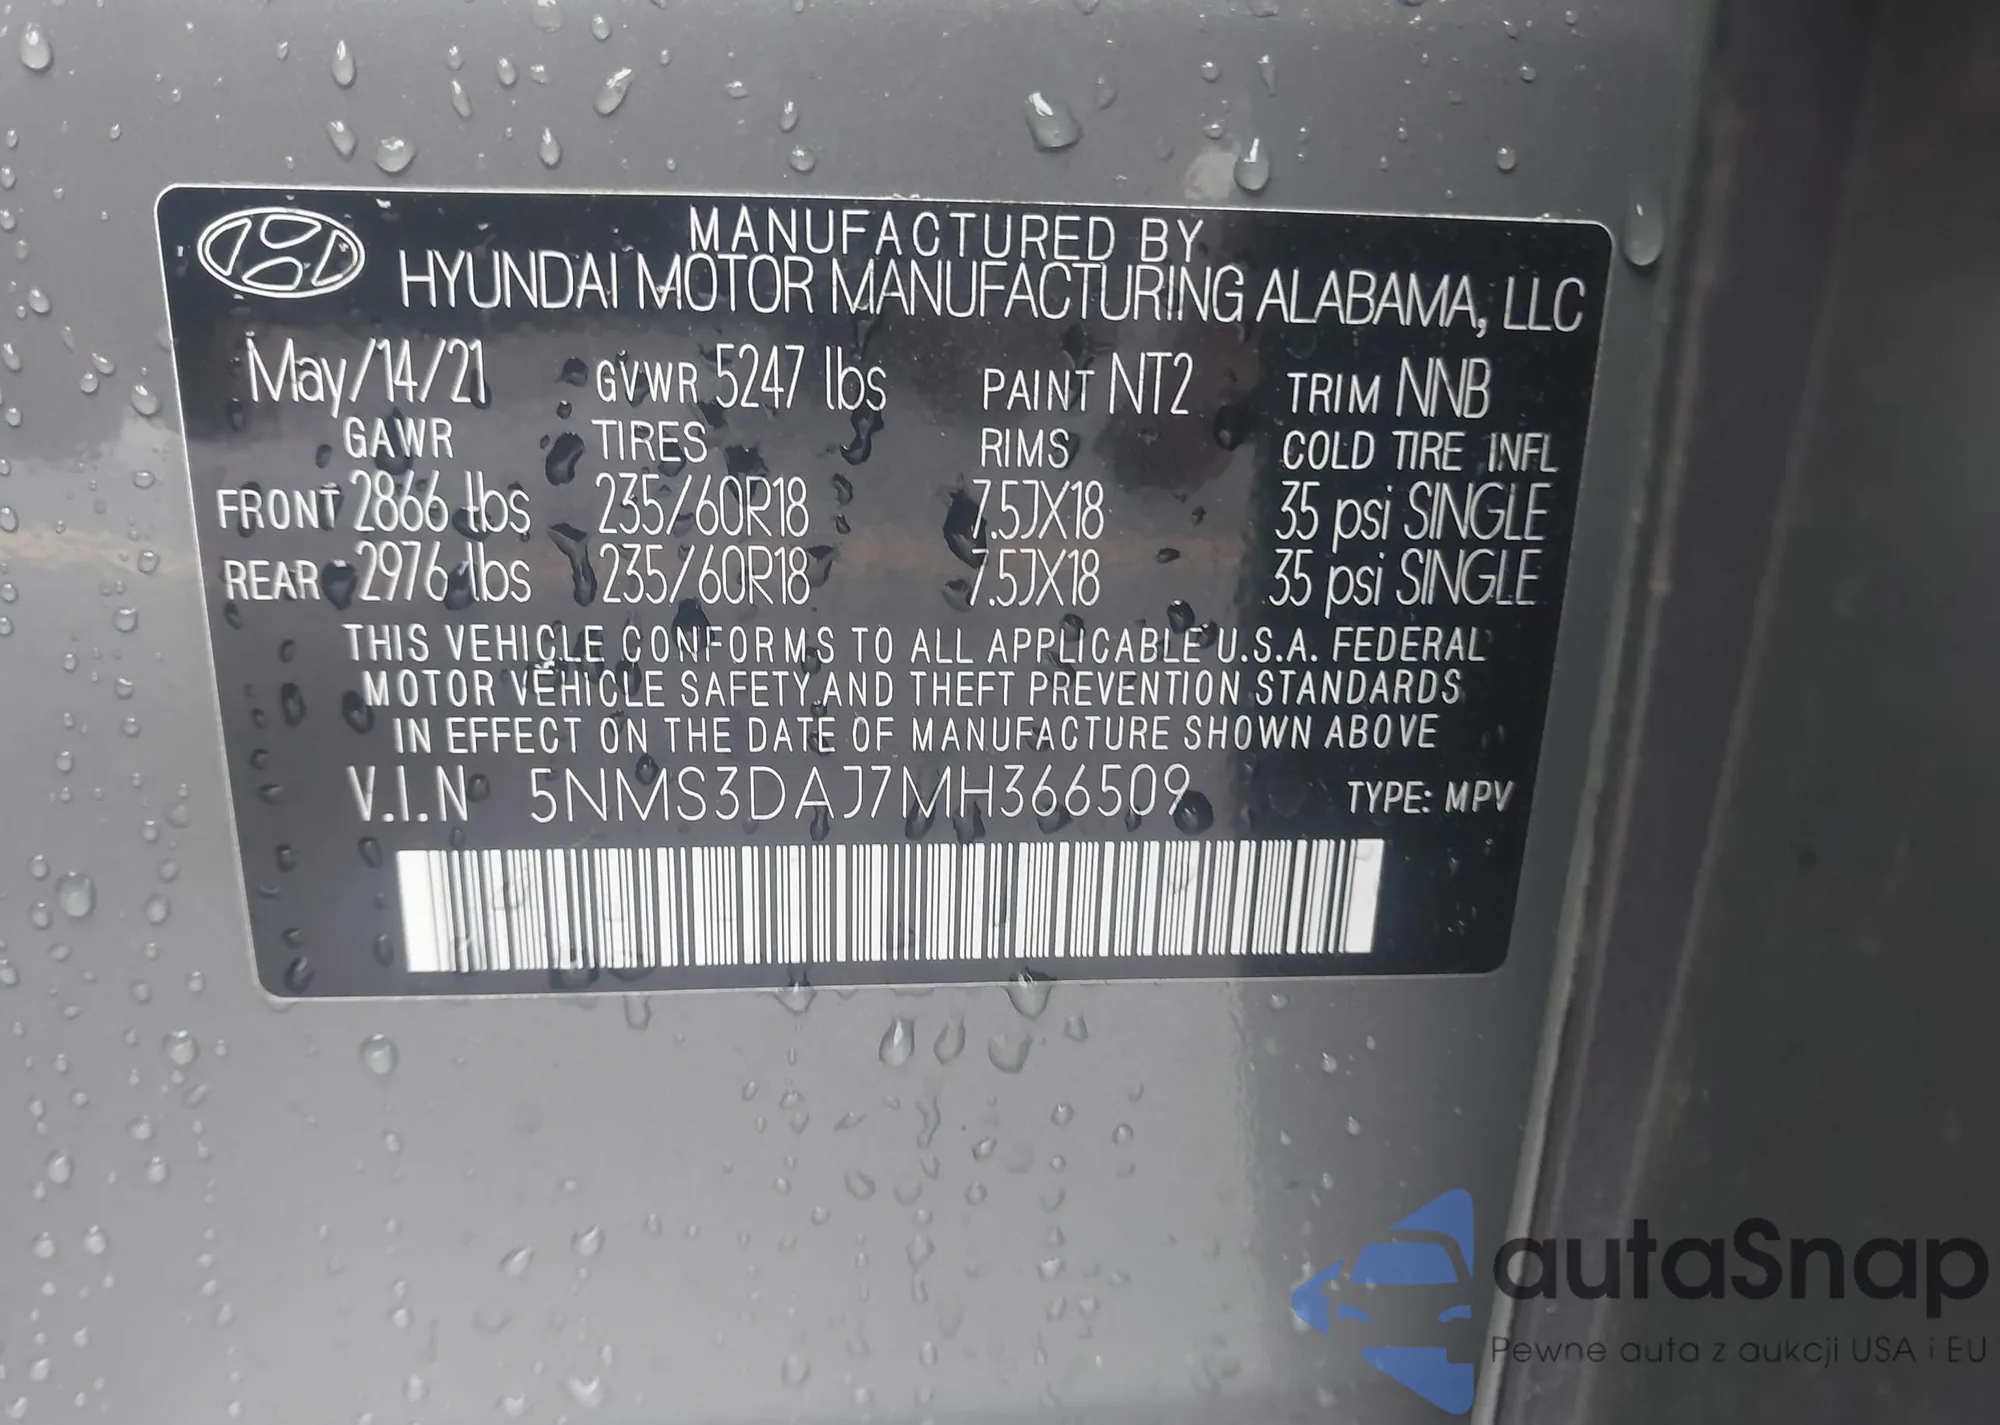 MANUFACTURED BY
HYUNDAI MOTOR MANUFACTURING ALABAMA, LLC
May/14/21 GVWR 5247 lbs PAINT NT2 TRIM NNB
GAWR TIRES RIMS COLD TIRE INFL
FRONT 2866 lbs 235/60R18 7.5JX18 35 psi SINGLE
REAR 2976 lbs 235/60R18 7.5JX18 35 psi SINGLE
THIS VEHICLE CONFORMS TO ALL APPLICABLE U.S.A. FEDERAL
MOTOR VEHICLE SAFETY AND THEFT PREVENTION STANDARDS
IN EFFECT ON THE DATE OF MANUFACTURE SHOWN ABOVE
V.I.N 5NMS3DAJ7MH366509 TYPE: MPV
autaSnap
Pewne auta z aukcji USA i EU